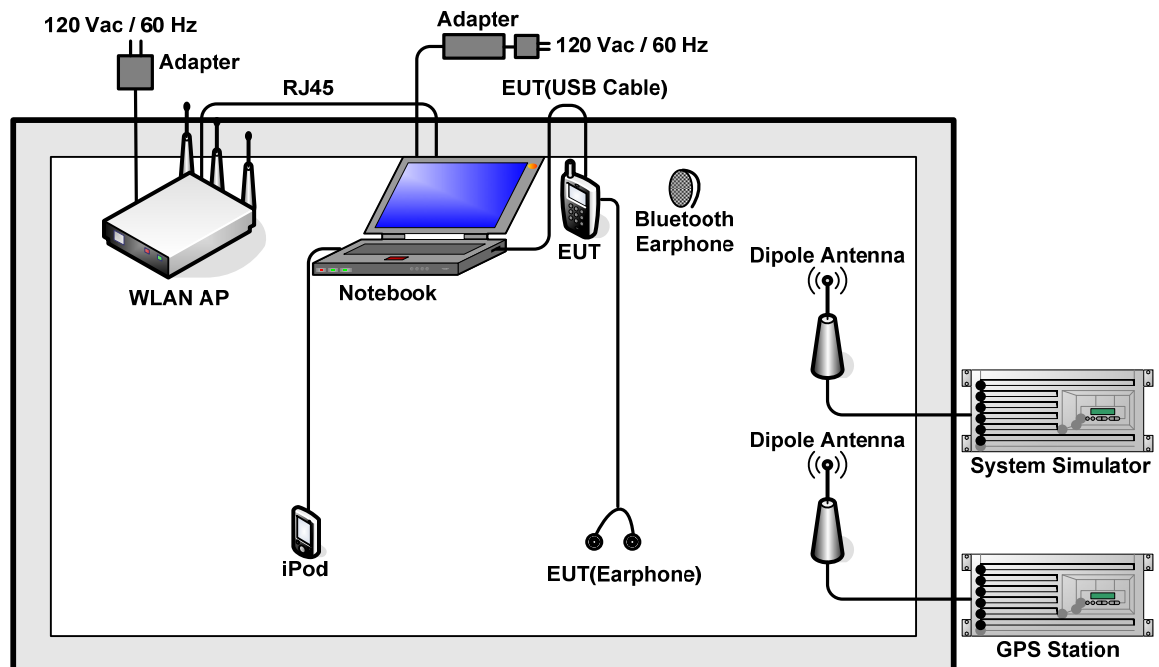 120 Vac / 60 Hz
Adapter
Adapter
120 Vac / 60 Hz
RJ45
EUT(USB Cable)
WLAN AP
Notebook
EUT
Bluetooth
Earphone
Dipole Antenna
System Simulator
Dipole Antenna
iPod
EUT(Earphone)
GPS Station